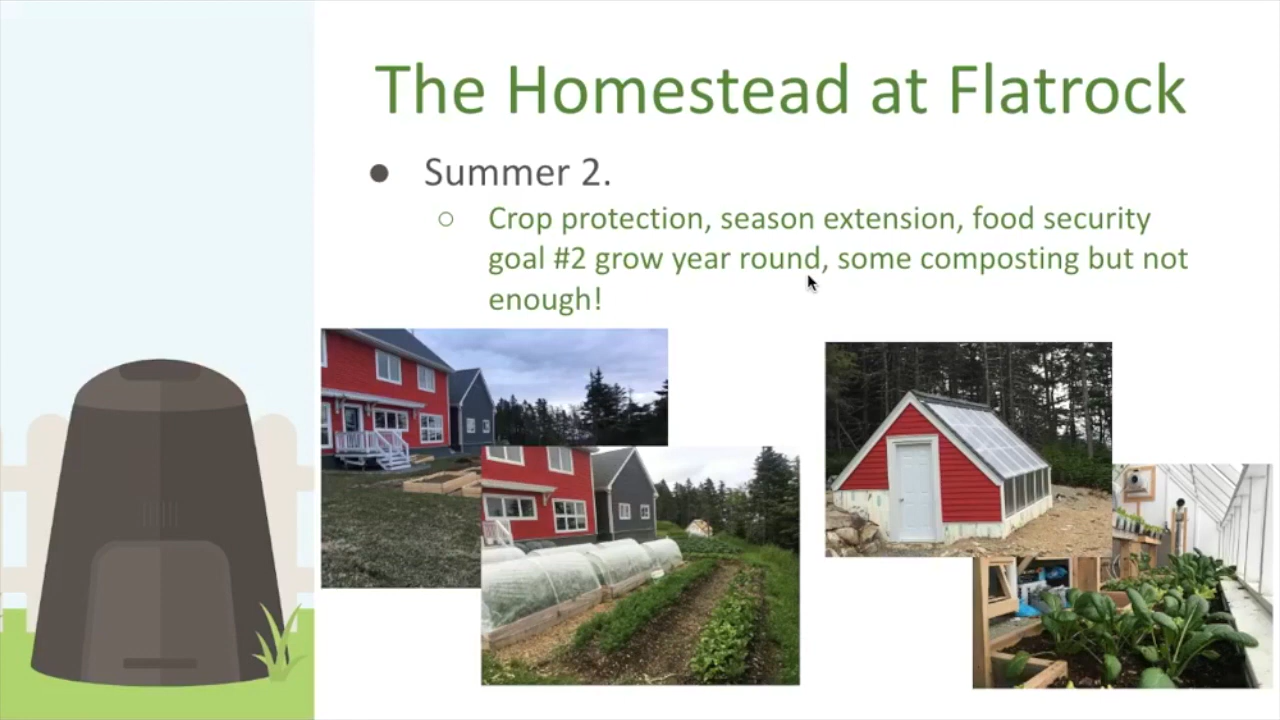 The Homestead at Flatrock
● Summer 2.
○ Crop protection, season extension, food security
goal #2 grow year round, some composting but not
enough!